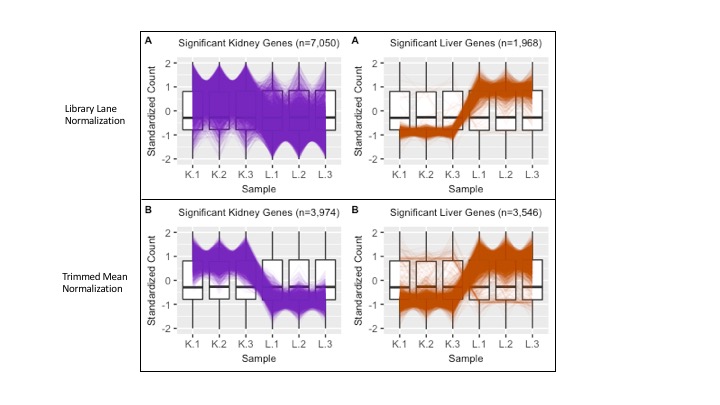 A Significant Kidney Genes (n=7,050)
A Significant Liver Genes (n=1,968)
Library Lane
Normalization
Standardized Count
2
1
0
-1
-2
K.1 K.2 K.3 L.1 L.2 L.3
Sample
Standardized Count
2
1
0
-1
-2
K.1 K.2 K.3 L.1 L.2 L.3
Sample
B Significant Kidney Genes (n=3,974)
B Significant Liver Genes (n=3,546)
Trimmed Mean
Normalization
Standardized Count
2
1
0
-1
-2
K.1 K.2 K.3 L.1 L.2 L.3
Sample
Standardized Count
2
1
0
-1
-2
K.1 K.2 K.3 L.1 L.2 L.3
Sample